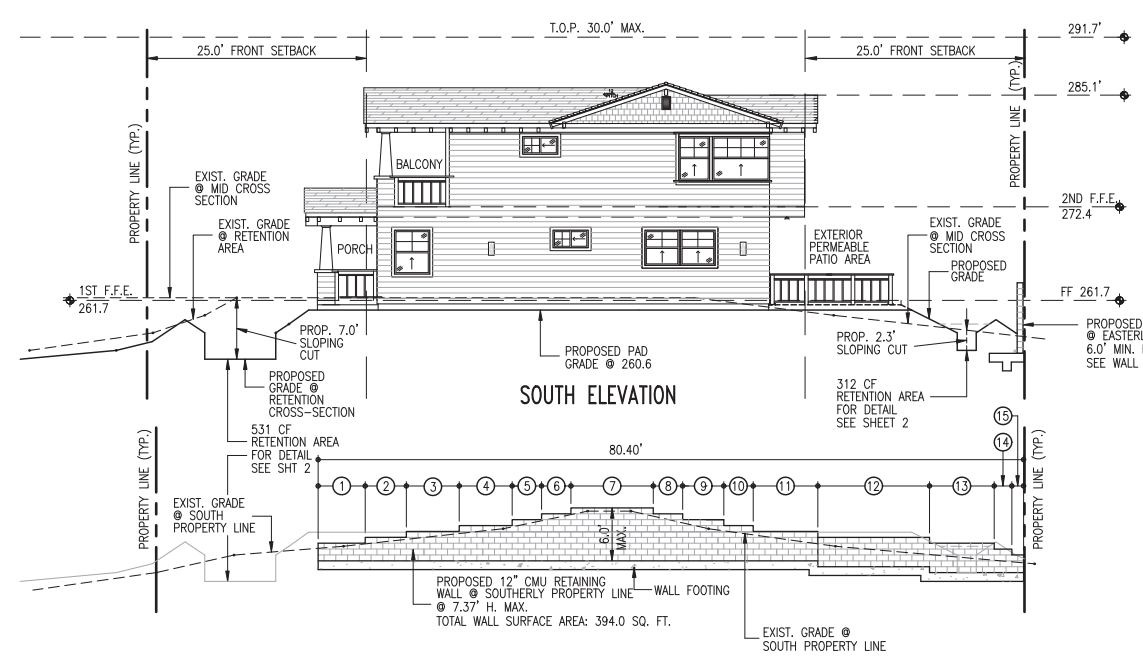 T.O.P. 30.0' MAX.
291.7'
25.0' FRONT SETBACK
25.0' FRONT SETBACK
285.1'
PROPERTY LINE (TYP.)
PROPERTY LINE (TYP.)
BALCONY
EXIST. GRADE
@ MID CROSS
SECTION
EXIST. GRADE
@ RETENTION
AREA
PORCH
EXTERIOR
PERMEABLE
PATIO AREA
2ND F.F.E.
272.4
EXIST. GRADE
@ MID CROSS
SECTION
PROPOSED
GRADE
1ST F.F.E.
261.7
FF 261.7
PROP. 7.0'
SLOPING
CUT
PROPOSED PAD
GRADE @ 260.6
PROP. 2.3'
SLOPING CUT
PROPOSED
@ EASTERL
6.0' MIN.
SEE WALL
PROPOSED
GRADE @
RETENTION
CROSS-SECTION
SOUTH ELEVATION
312 CF
RETENTION AREA
FOR DETAIL
SEE SHEET 2
531 CF
RETENTION AREA
FOR DETAIL
SEE SHT 2
80.40'
15
14
PROPERTY LINE (TYP.)
PROPERTY LINE (TYP.)
1 2 3 4 5 6 7 8 9 10 11 12 13
EXIST. GRADE
@ SOUTH
PROPERTY LINE
6.0'
MAX.
PROPOSED 12" CMU RETAINING
WALL @ SOUTHERLY PROPERTY LINE
@ 7.37' H. MAX.
TOTAL WALL SURFACE AREA: 394.0 SQ. FT.
WALL FOOTING
EXIST. GRADE @
SOUTH PROPERTY LINE